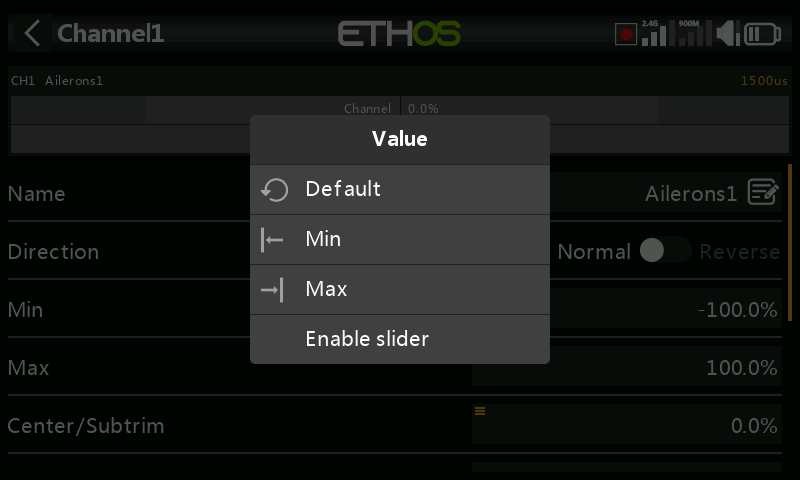 Channel1
ETHOS
2.4G
900M
CH1 Ailerons1
1500us
Channel 0.0%
Value
Default
Min
Max
Enable slider
Name
Ailerons1
Direction
Normal
Reverse
Min
-100.0%
Max
100.0%
Center/Subtrim
0.0%